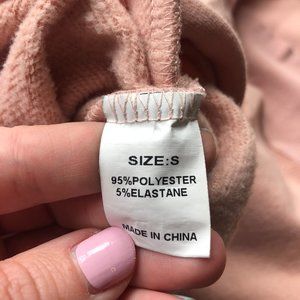 SIZE:S
95%POLYESTER
5%ELASTANE
MADE IN CHINA